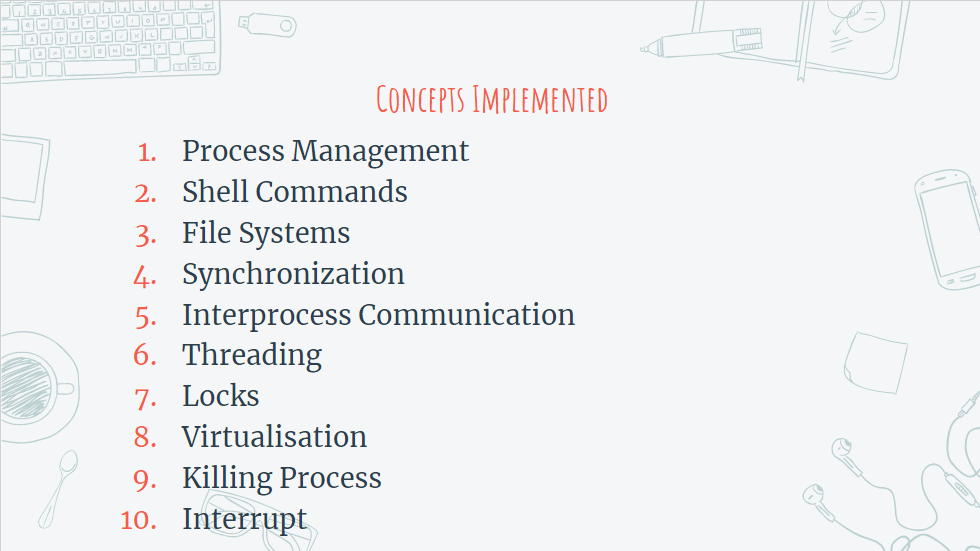 Concepts Implemented
1. Process Management
2. Shell Commands
3. File Systems
4. Synchronization
5. Interprocess Communication
6. Threading
7. Locks
8. Virtualisation
9. Killing Process
10. Interrupt